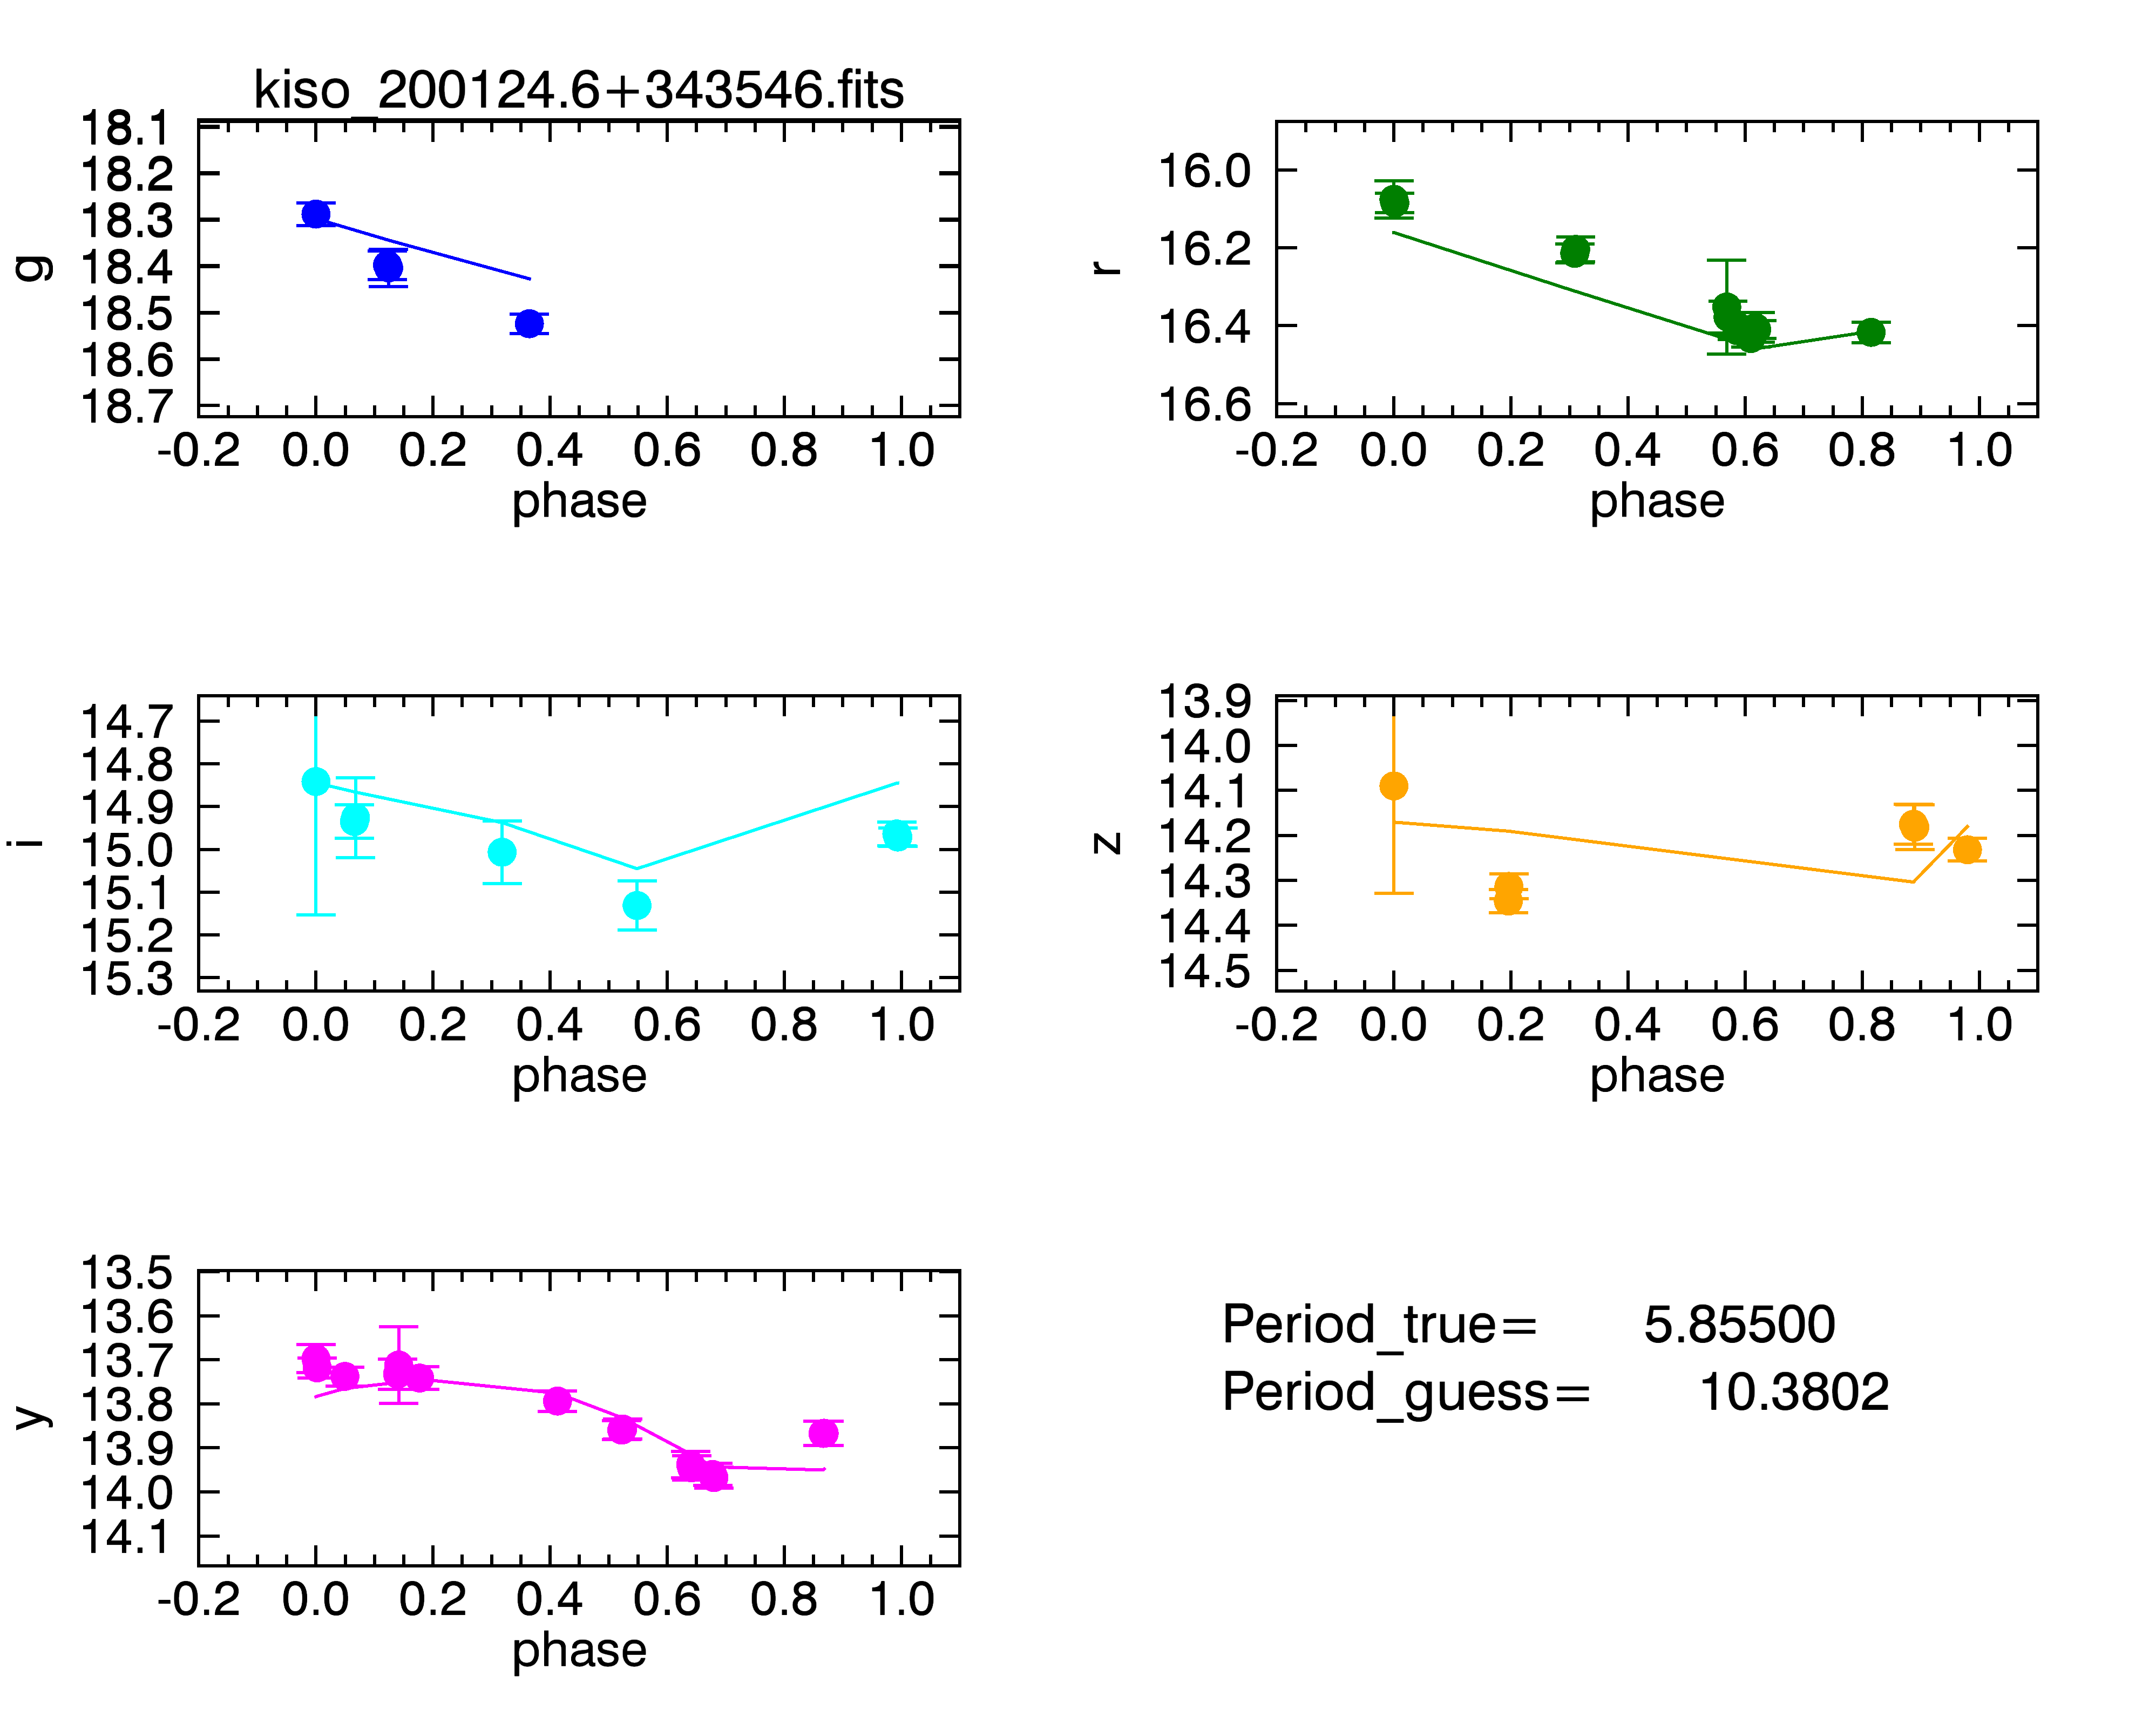 kiso_200124.6+343546.fits
18.1
18.2
18.3
18.4
18.5
18.6
18.7
g
-0.2 0.0 0.2 0.4 0.6 0.8 1.0
phase
16.0
16.2
16.4
16.6
r
-0.2 0.0 0.2 0.4 0.6 0.8 1.0
phase
14.7
14.8
14.9
15.0
15.1
15.2
15.3
i
-0.2 0.0 0.2 0.4 0.6 0.8 1.0
phase
13.9
14.0
14.1
14.2
14.3
14.4
14.5
z
-0.2 0.0 0.2 0.4 0.6 0.8 1.0
phase
13.5
13.6
13.7
13.8
13.9
14.0
14.1
y
-0.2 0.0 0.2 0.4 0.6 0.8 1.0
phase
Period_true= 5.85500
Period_guess= 10.3802